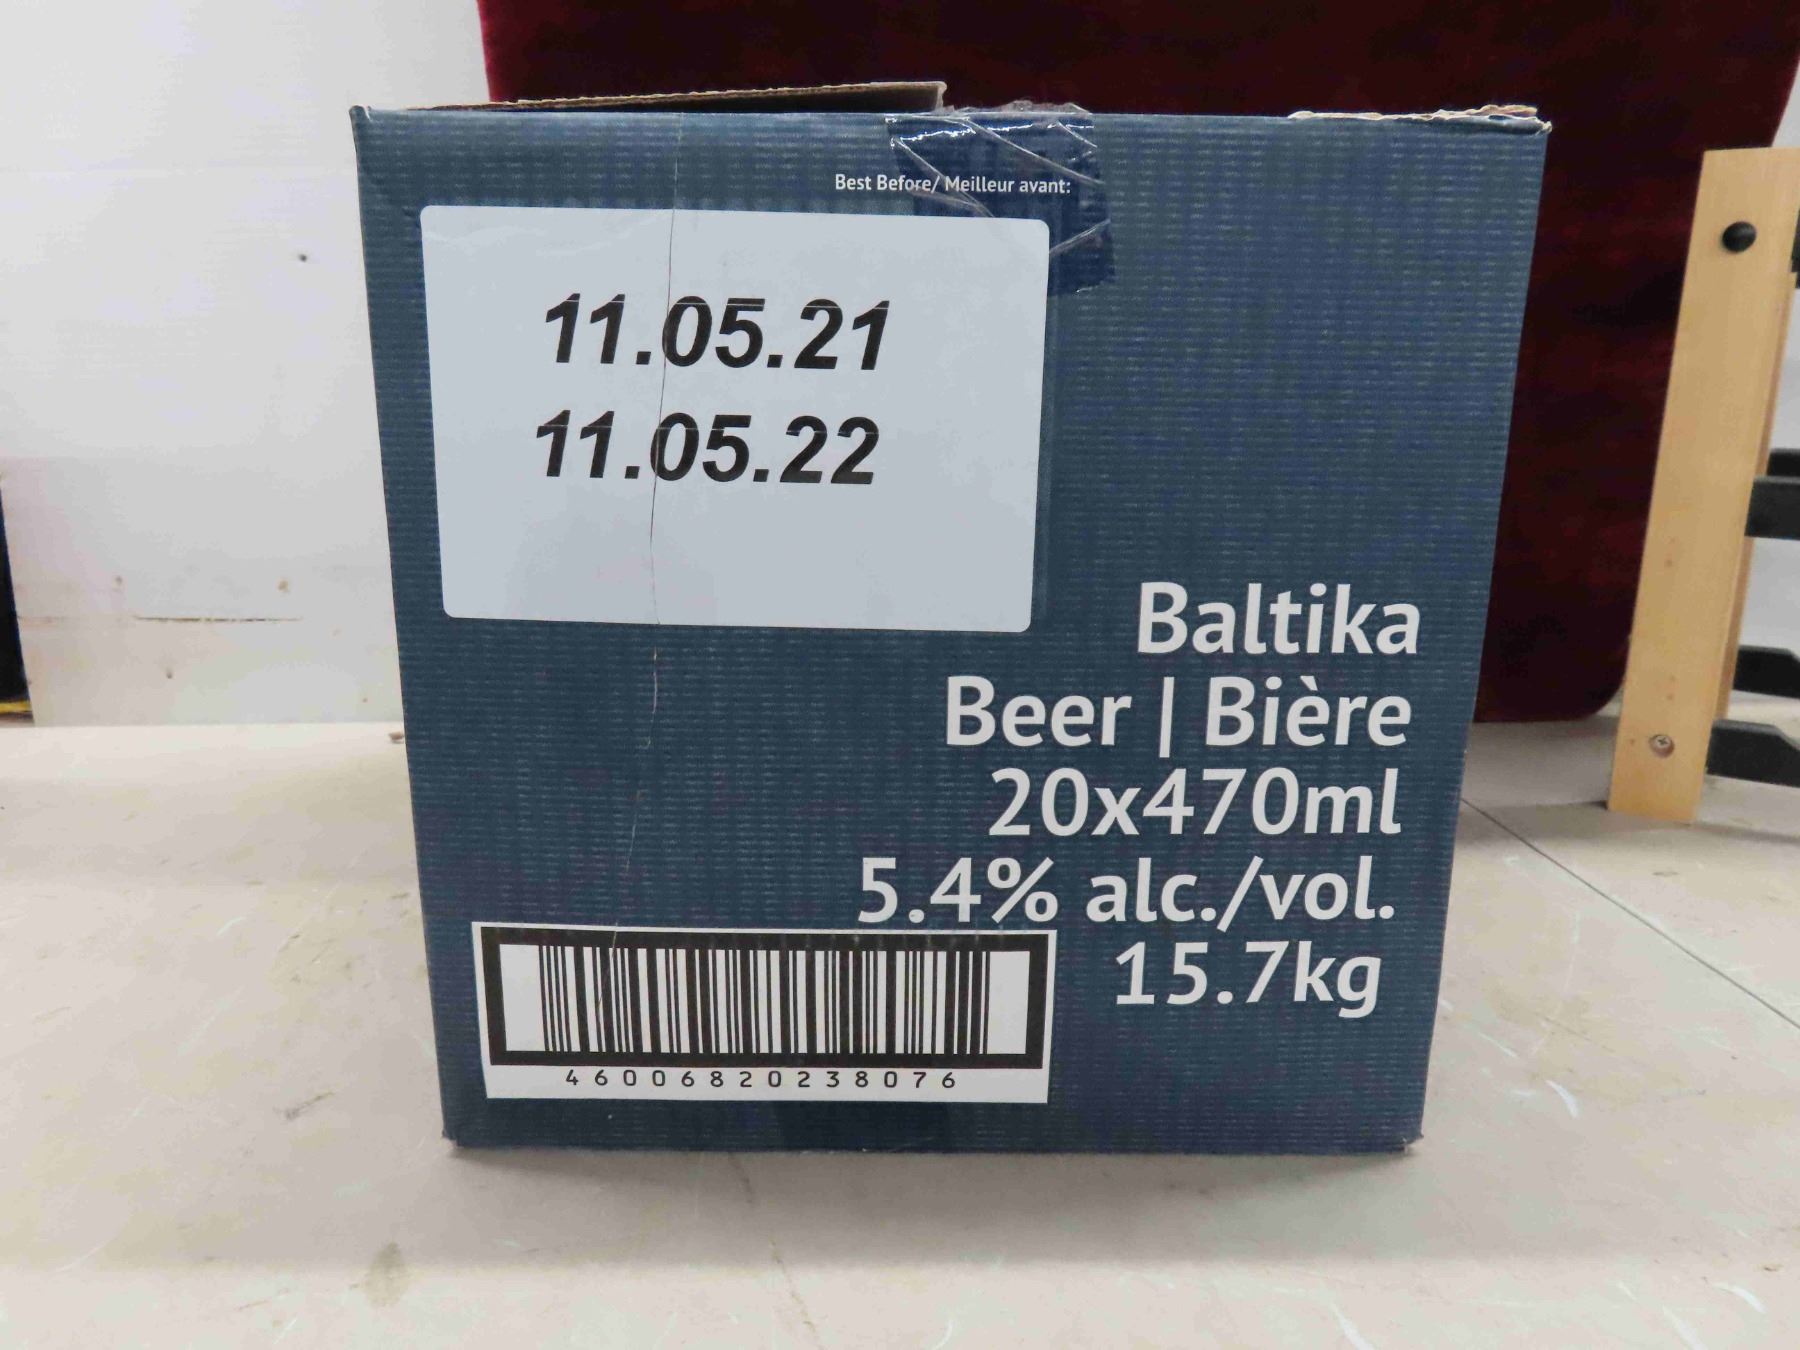 Best Before/ Meilleur avant:
11.05.21
11.05.22
Baltika
Beer | Bière
20x470ml
5.4% alc./vol.
15.7kg
4600682023807​6